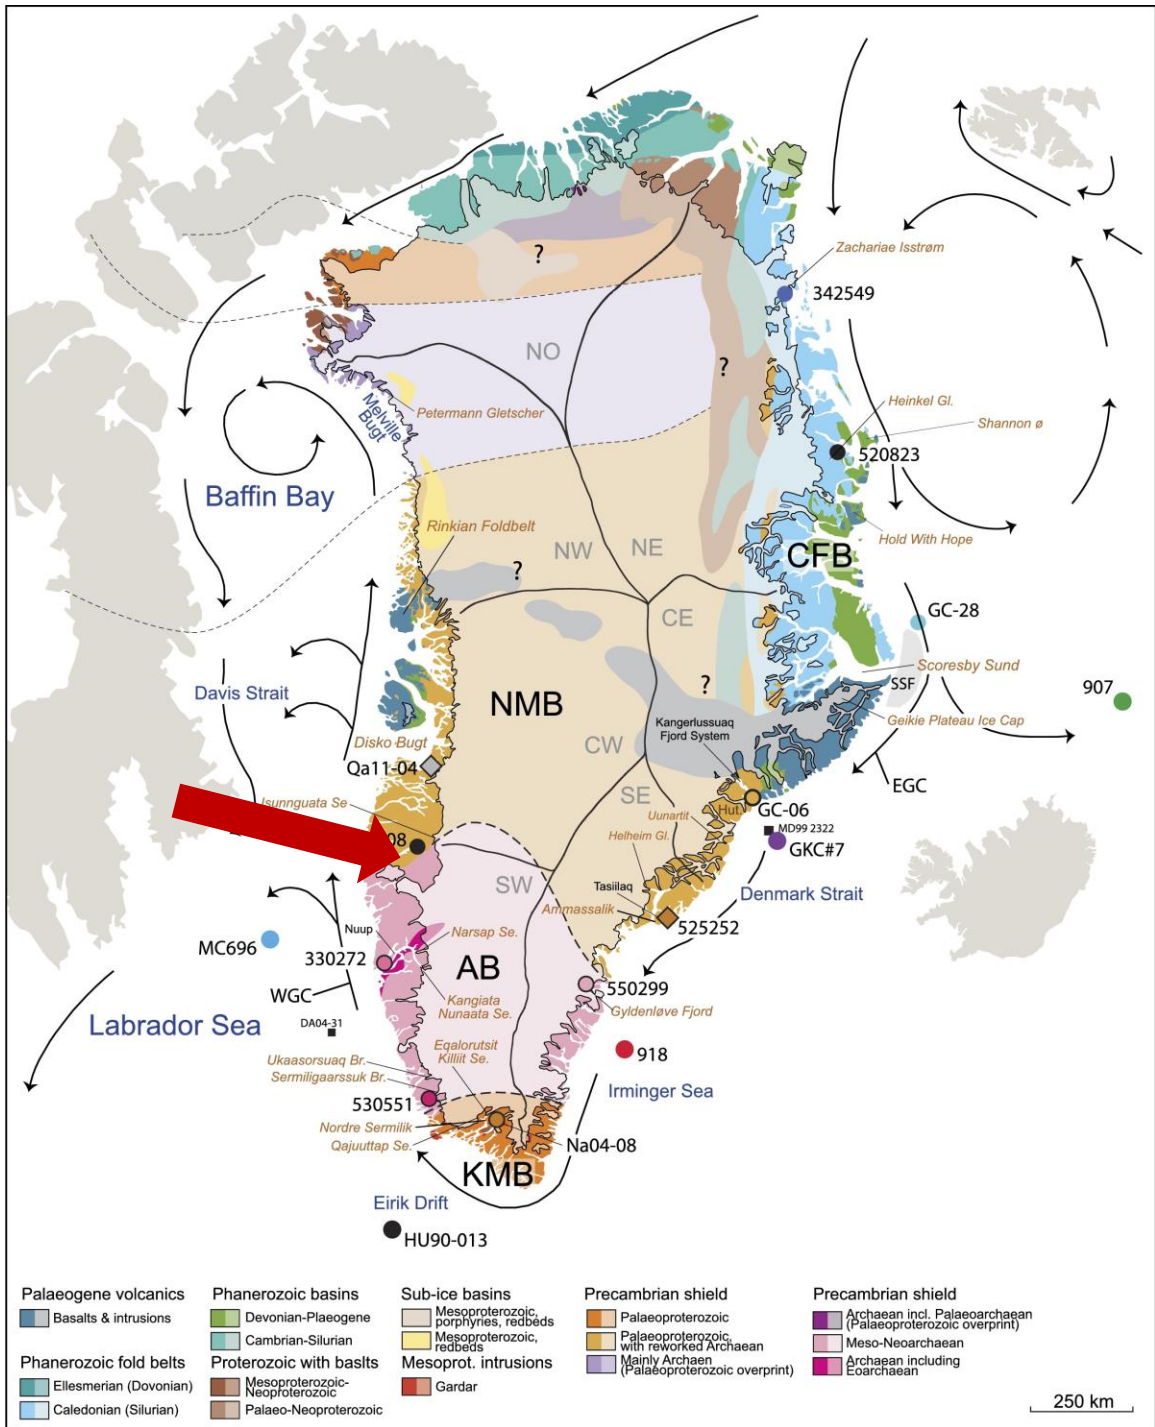 Zachariae Isstrøm
342549
NO
?
?
Petermann Gletscher
Melville
Bugt
Heinkel Gl.
Shannon ø
520823
Baffin Bay
Rinkian Foldbelt
Hold With Hope
NW
NE
CFB
?
CE
GC-28
Scoresby Sund
SSF
907
Davis Strait
NMB
?
Kangerlussuaq
Fjord System
Geikie Plateau Ice Cap
Disko Bugt
CW
Qa11-04
EGC
SE
Isunnguata Se
Uunartit
Hut.
GC-06
MD99 2322
Helheim Gl.
GKC#7
08
SW
Tasiilaq
Denmark Strait
Ammassalik
525252
MC696
Nuup
Narsap Se.
330272
AB
550299
WGC
Kangiata
Nunaata Se.
Gyldenløve Fjord
Labrador Sea
DA04-31
Eqalorutsit
Killiit Se.
918
Ukaasorsuaq Br.
Sermiligaarssuk Br.
Irminger Sea
530551
Nordre Sermilik
Qajuuttap Se.
Na04-08
KMB
Eirik Drift
HU90-013
Palaeogene volcanics
Basalts & intrusions
Phanerozoic fold belts
Ellesmerian (Dovonian)
Caledonian (Silurian)
Phanerozoic basins
Devonian-Plaeogene
Cambrian-Silurian
Proterozoic with baslts
Mesoproterozoic-
Neoproterozoic
Palaeo-Neoproterozoic
Sub-ice basins
Mesoproterozoic,
porphyries, redbeds
Mesoproterozoic,
redbeds
Mesoprot. intrusions
Gardar
Precambrian shield
Palaeoproterozoic
Palaeoproterozoic,
with reworked Archaean
Mainly Archaen
(Palaeoproterozoic overprint)
Precambrian shield
Archaean incl. Palaeoarchaean
(Palaeoproterozoic overprint)
Meso-Neoarchaean
Archaean including
Eoarchaean
250 km